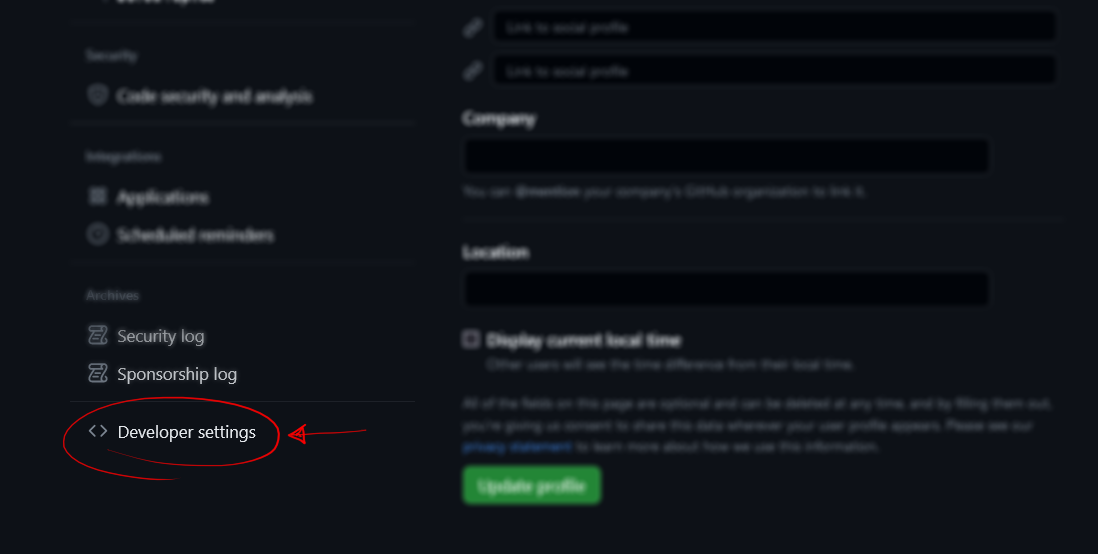 Security
Code security and analysis
Integrations
Applications
Scheduled reminders
Archives
Security log
Sponsorship log
Developer settings
Link to social profile
Link to social profile
Company
You can @mention your company's GitHub organization to link it.
Location
Display current local time
Other users will see the time difference from their local time.
All of the fields on this page are optional and can be deleted at any time, and by filling them out,
you're giving us consent to share this data wherever your user profile appears. Please see our
privacy statement to learn more about how we use this information.
Update profile